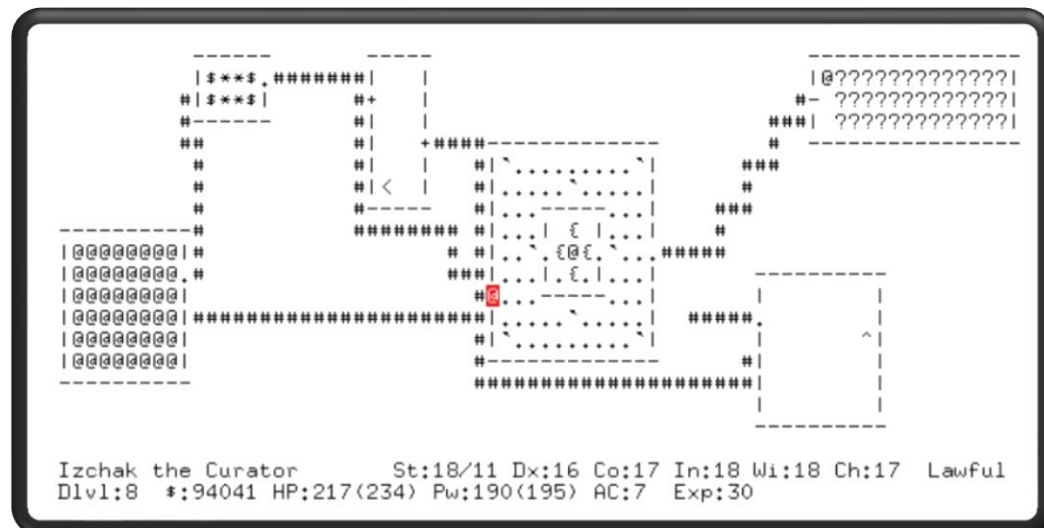 - - - - - -          - - - - -                             - - - - - - - - - - - - - - - -
|$**$.#######|    |                             |@?????????????|
#|$**$|       #+    |                            #- ?????????????|
#------       #|    |                          ###| ?????????????|
##            #|    +####-------------          #  ----------------
 #            #|    |   #|`.........`|        ###
 #            #|<   |   #|.....`.....|        #
 #            #-----    #|...-----...|      ###
----------#           ######## #|...| { |...|      #
|@@@@@@@@|#                  # #|..`.{@{.`...#####
|@@@@@@@@.#                  ###|...|.{.|...|         ----------
|@@@@@@@@|                     #@...-----...|         |        |
|@@@@@@@@|######################|.....`.....|   #####.        |
|@@@@@@@@|                     #|`.........`|         |       ^|
|@@@@@@@@|                     #-------------       #|        |
----------                     #####################|        |
|        |
----------
Izchak the Curator St:18/11 Dx:16 Co:17 In:18 Wi:18 Ch:17 Lawful
Dlvl:8 $:94041 HP:217(234) Pw:190(195) AC:7 Exp:30